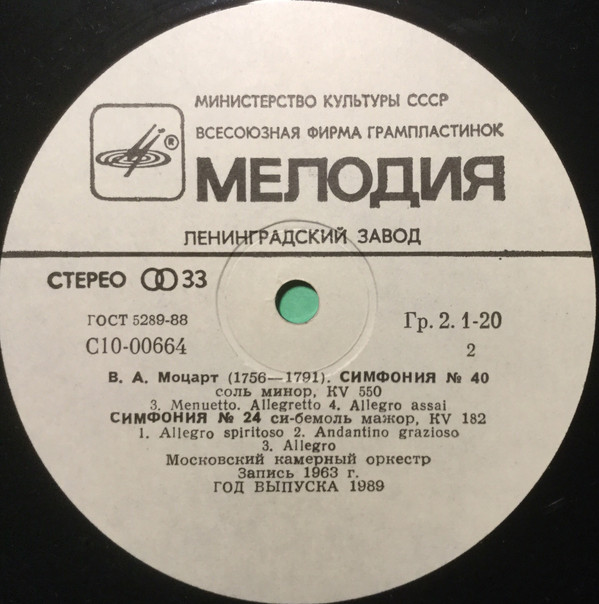 МИНИСТЕРСТВО КУЛЬТУРЫ СССР
ВСЕСОЮЗНАЯ ФИРМА ГРАМПЛАСТИНОК
®
МЕЛОДИЯ
ЛЕНИНГРАДСКИЙ ЗАВОД
СТЕРЕО 33
ГОСТ 5289-88
Гр. 2. 1-20
С10-00664
2
В. А. Моцарт (1756—1791). СИМФОНИЯ № 40
соль минор, KV 550
3. Menuetto. Allegretto 4. Allegro assai
СИМФОНИЯ № 24 си-бемоль мажор, KV 182
1. Allegro spiritoso 2. Andantino grazioso
3. Allegro
Московский камерный оркестр
Запись 1963 г.
ГОД ВЫПУСКА 1989